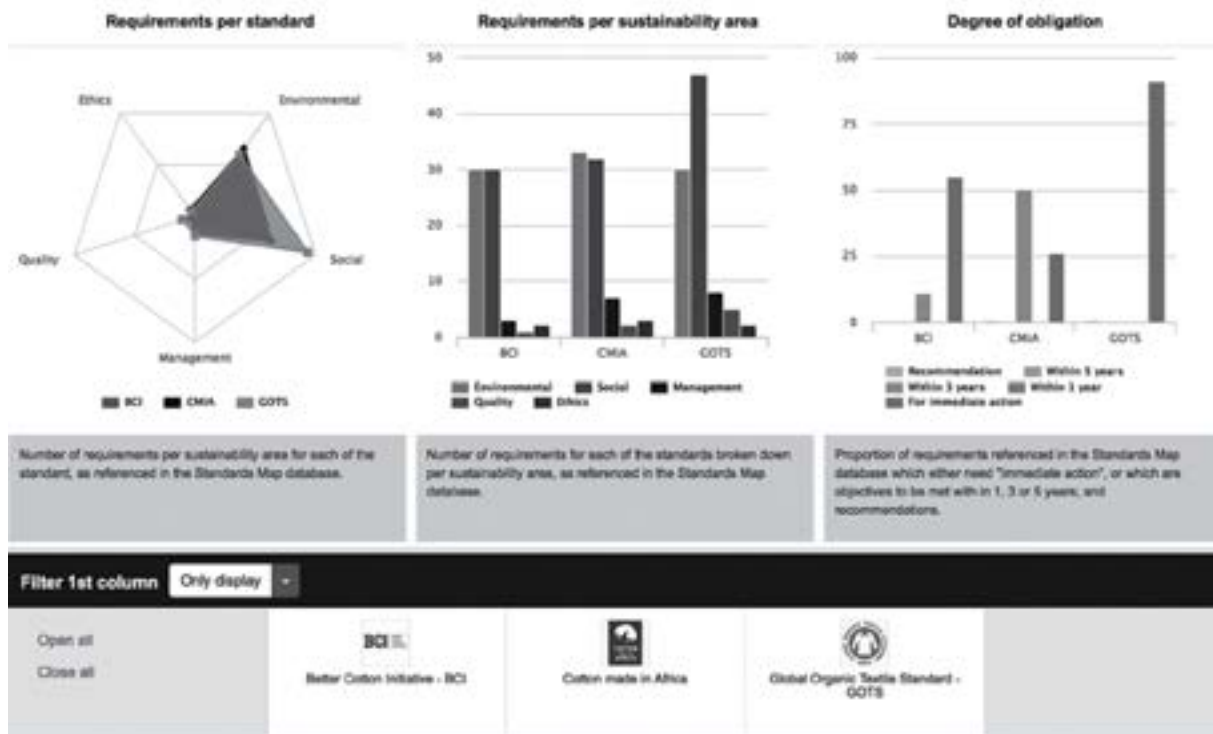 Requirements per standard
Ethics
Environmental
Quality
Social
Management
BCI CMIA GOTS
Requirements per sustainability area
50
40
30
20
10
0
BCI CMIA GOTS
Environmental Social Management
Quality Ethics
Degree of obligation
100
75
50
25
0
BCI CMIA GOTS
Recommendation Within 5 years
Within 3 years Within 1 year
For immediate action
Number of requirements per sustainability area for each of the
standard, as referenced in the Standards Map database.
Number of requirements for each of the standards broken down
per sustainability area, as referenced in the Standards Map
database.
Proportion of requirements referenced in the Standards Map
database which either need "immediate action", or which are
objectives to be met with in 1, 3 or 5 years; and
recommendations.
Filter 1st column Only display
Open all
Close all
BCI
Better Cotton Initiative - BCI
Cotton made in Africa
Global Organic Textile Standard -
GOTS